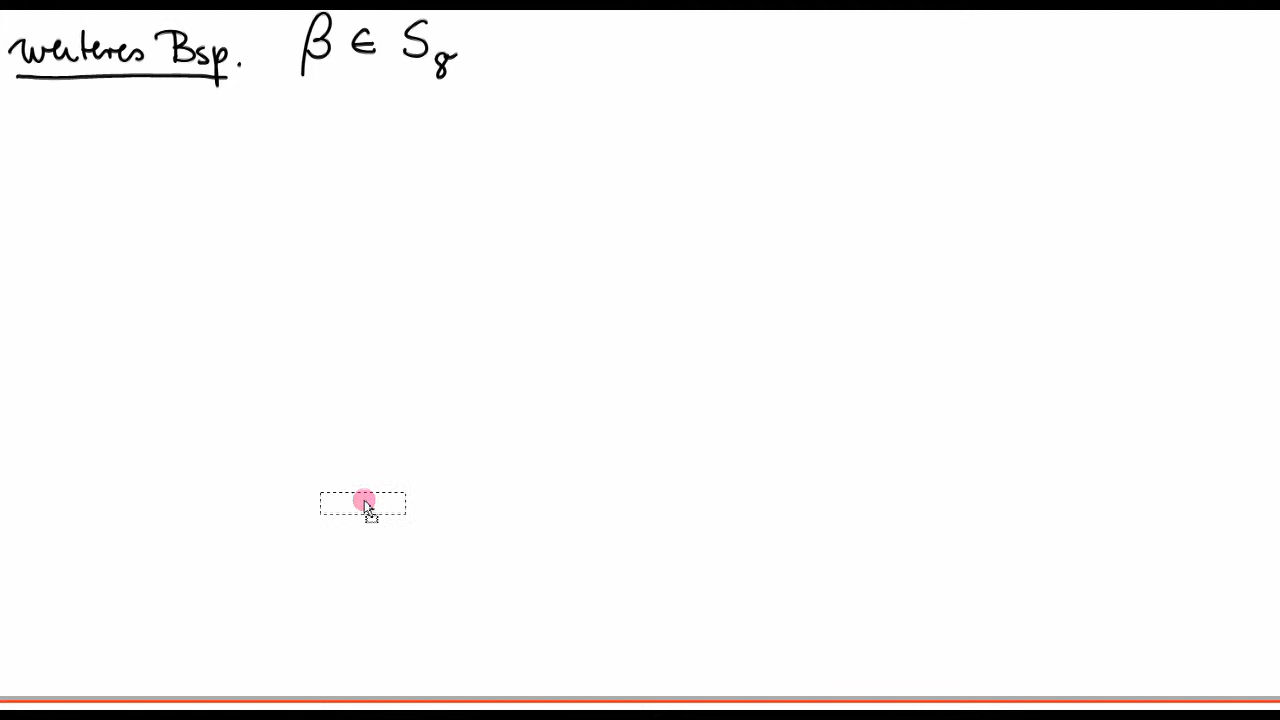 weiteres Bsp. β ∈ S₈